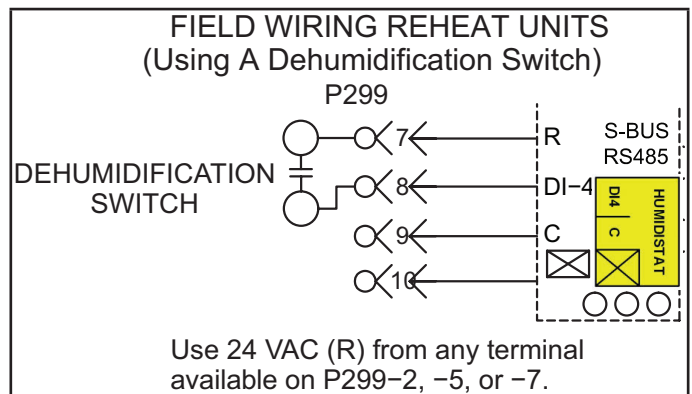 FIELD WIRING REHEAT UNITS
(Using A Dehumidification Switch)
P299
7
R
S-BUS
RS485
DEHUMIDIFICATION
SWITCH
8
DI−4
DI4
C
HUMIDISTAT
9
C
10
Use 24 VAC (R) from any terminal
available on P299−2, −5, or −7.